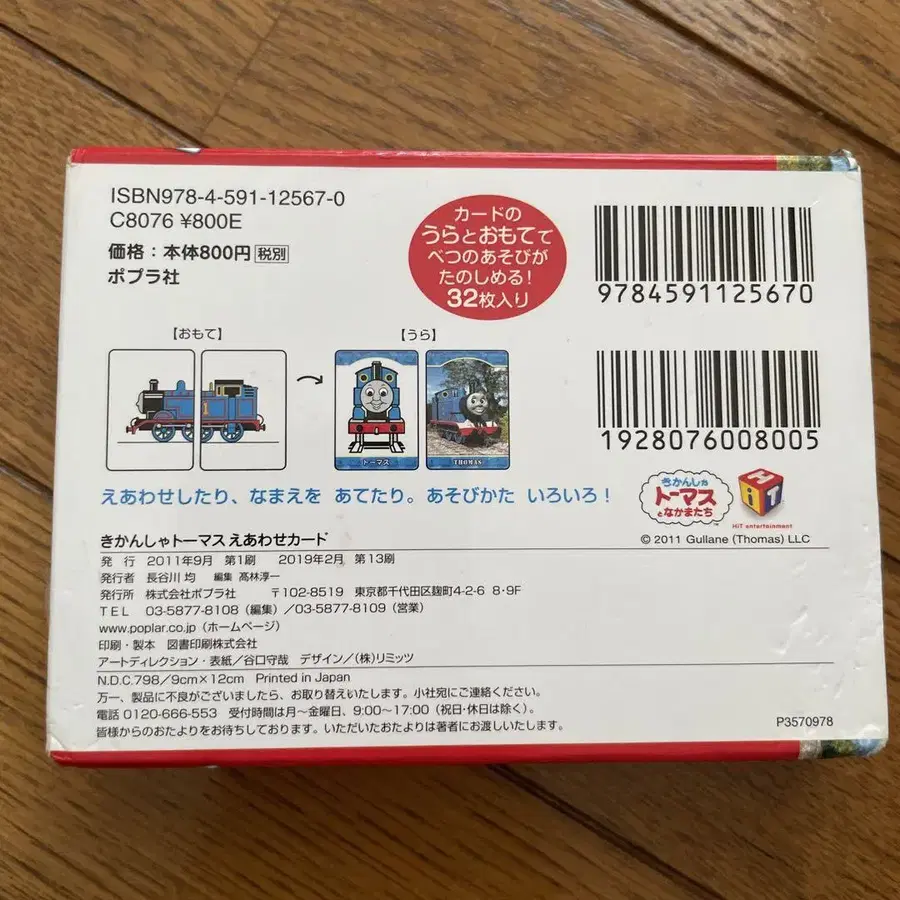 ISBN978-4-591-12567-0
C8076 ¥800E
価格：本体800円 税別
ポプラ社
カードの
うらとおもてで
べつのあそびが
たのしめる！
32枚入り
9784591125670
【おもて】
【うら】
1
トーマス
THOMAS
1928076008005
えあわせしたり、なまえを あてたり。あそびかた いろいろ！
きかんしゃ
トーマス
となかまたち
HiT
HiT entertainment
© 2011 Gullane (Thomas) LLC
きかんしゃトーマス えあわせカード
発 行 2011年9月 第1刷 2019年2月 第13刷
発行者 長谷川 均 編集 髙林淳一
発行所 株式会社ポプラ社 〒102-8519 東京都千代田区麹町4-2-6 8・9F
TEL 03-5877-8108（編集）／03-5877-8109（営業）
www.poplar.co.jp（ホームページ）
印刷・製本 図書印刷株式会社
アートディレクション・表紙／谷口守哉 デザイン／（株）リミッツ
N.D.C.798／9cm×12cm Printed in Japan
万一、製品に不良がございましたら、お取り替えいたします。小社宛にご連絡ください。
電話 0120-666-553 受付時間は月～金曜日、9:00～17:00（祝日・休日は除く）。
皆様からのおたよりをお待ちしております。いただいたおたよりは著者にお渡しいたします。
P3570978